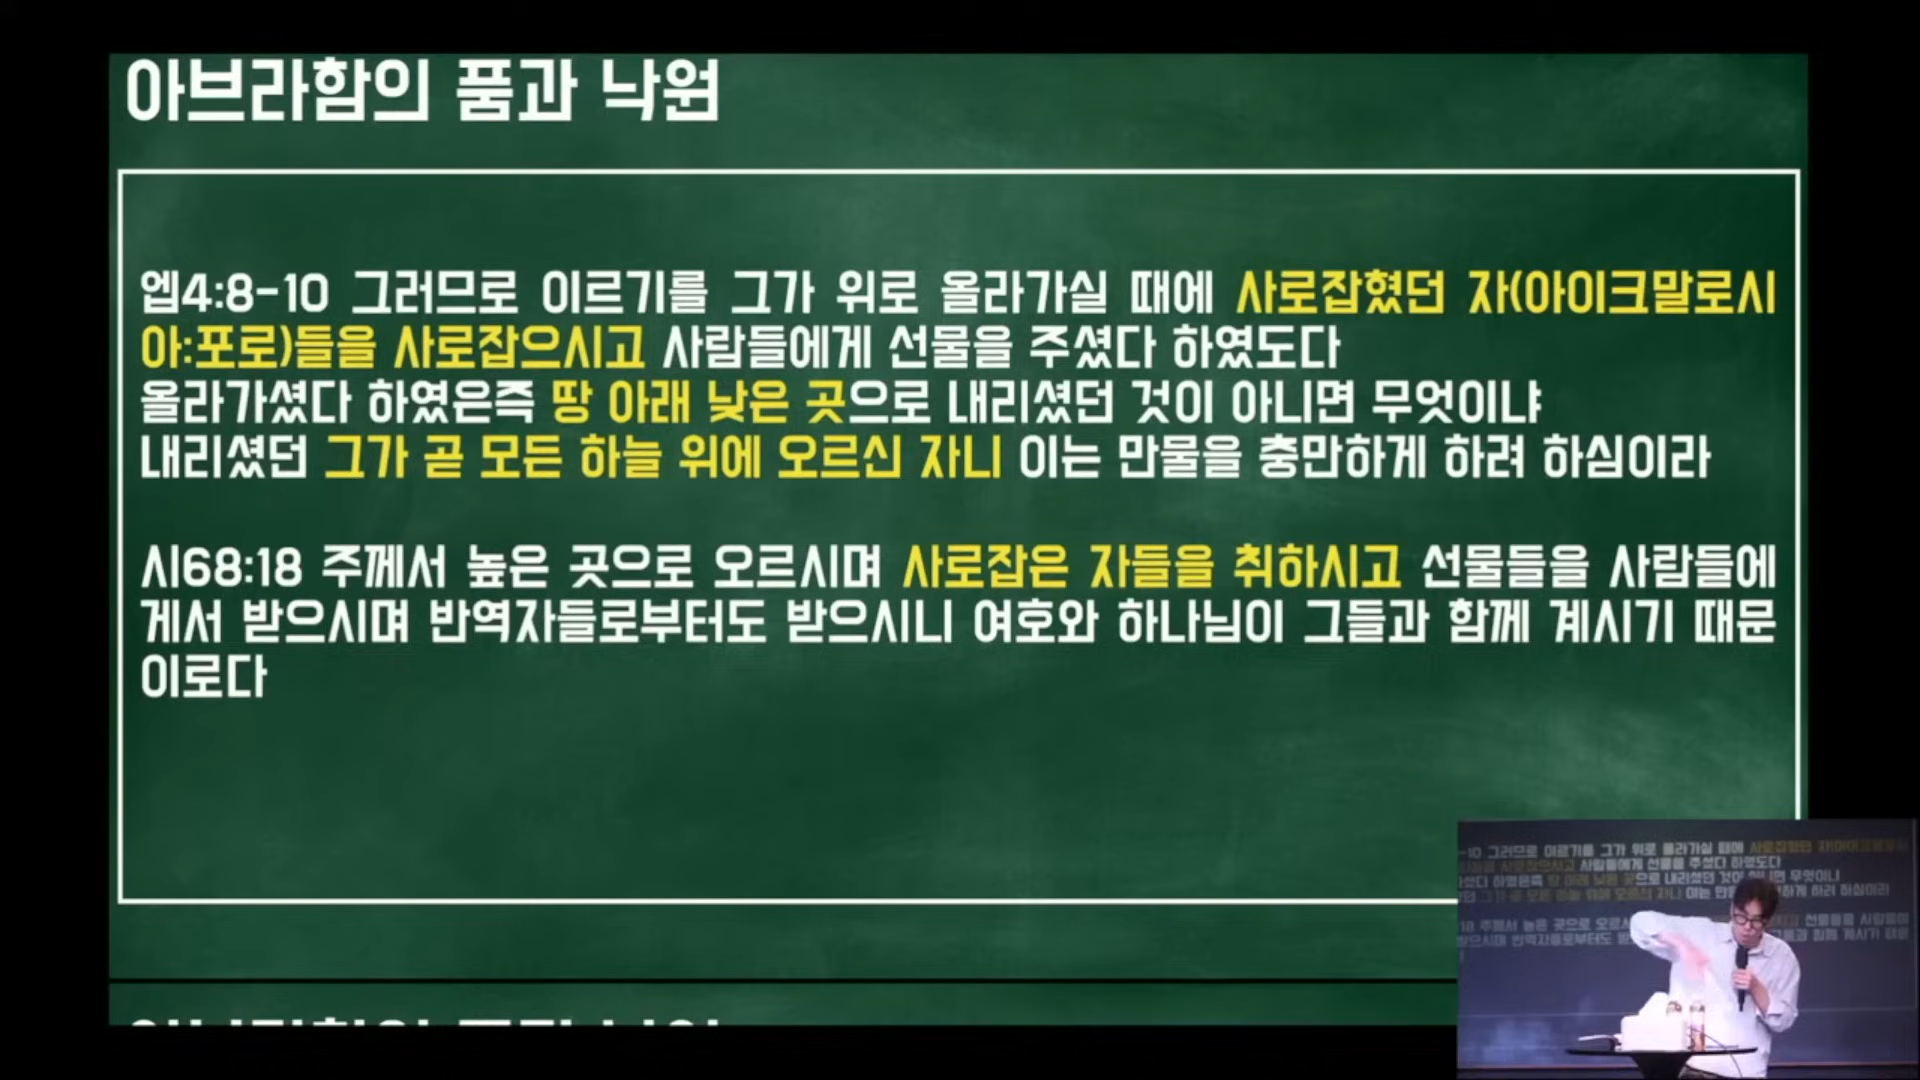 아브라함의 품과 낙원
엡4:8-10 그러므로 이르기를 그가 위로 올라가실 때에 사로잡혔던 자(아이크말로시
아:포로)들을 사로잡으시고 사람들에게 선물을 주셨다 하였도다
올라가셨다 하였은즉 땅 아래 낮은 곳으로 내리셨던 것이 아니면 무엇이냐
내리셨던 그가 곧 모든 하늘 위에 오르신 자니 이는 만물을 충만하게 하려 하심이라
시68:18 주께서 높은 곳으로 오르시며 사로잡은 자들을 취하시고 선물들을 사람들에
게서 받으시며 반역자들로부터도 받으시니 여호와 하나님이 그들과 함께 계시기 때문
이로다